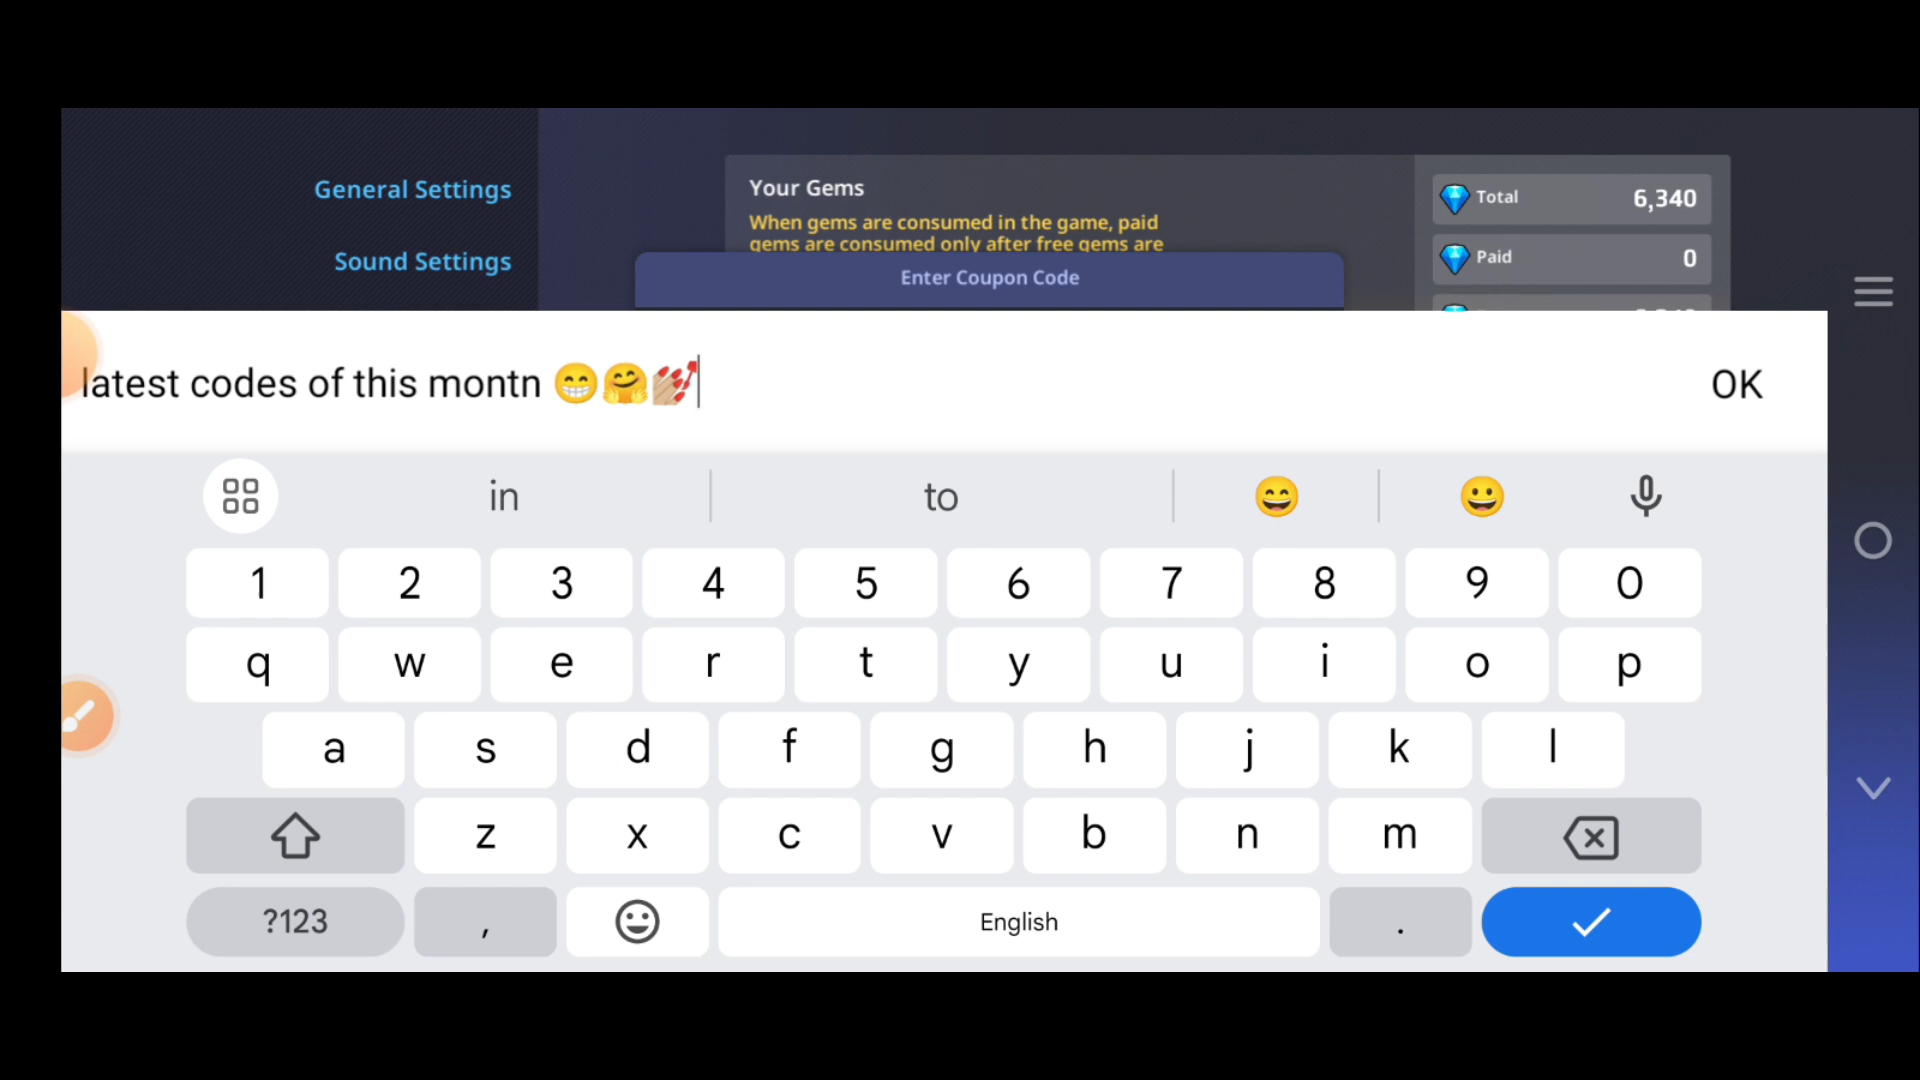 General Settings
Sound Settings
Your Gems
When gems are consumed in the game, paid
gems are consumed only after free gems are
Total 6,340
Paid 0
Enter Coupon Code
latest codes of this montn 😁🤗💅🏼
OK
in to 😄 😀
1 2 3 4 5 6 7 8 9 0
q w e r t y u i o p
a s d f g h j k l
z x c v b n m
?123 , English .